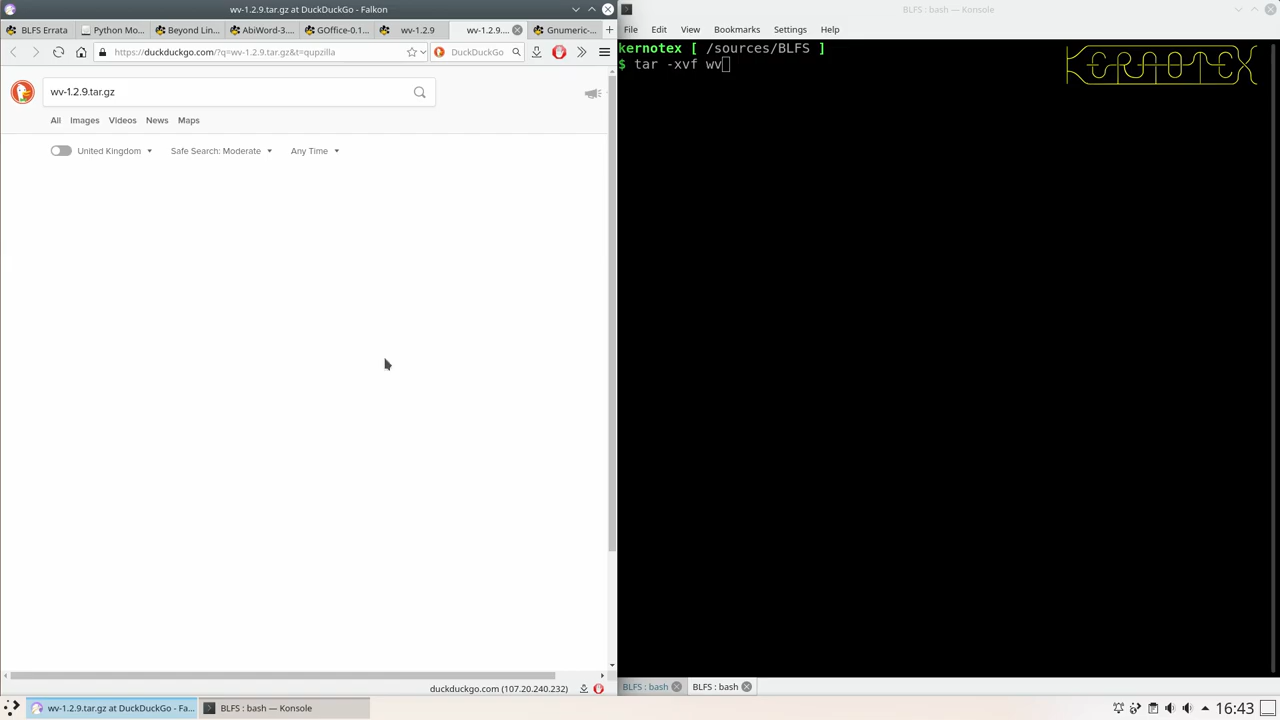 wv-1.2.9.tar.gz at DuckDuckGo - Falkon
BLFS Errata
Python Mo...
Beyond Lin...
AbiWord-3....
GOffice-0.1...
wv-1.2.9
wv-1.2.9....
Gnumeric-...
https://duckduckgo.com/?q=wv-1.2.9.tar.gz&t=qupzilla
DuckDuckGo
wv-1.2.9.tar.gz
All Images Videos News Maps
United Kingdom Safe Search: Moderate Any Time
duckduckgo.com (107.20.240.232)
BLFS : bash — Konsole
File Edit View Bookmarks Settings Help
kernotex [ /sources/BLFS ]
$ tar -xvf wv
KERNOTEX
BLFS : bash BLFS : bash
wv-1.2.9.tar.gz at DuckDuckGo - Fa...
BLFS : bash — Konsole
16:43